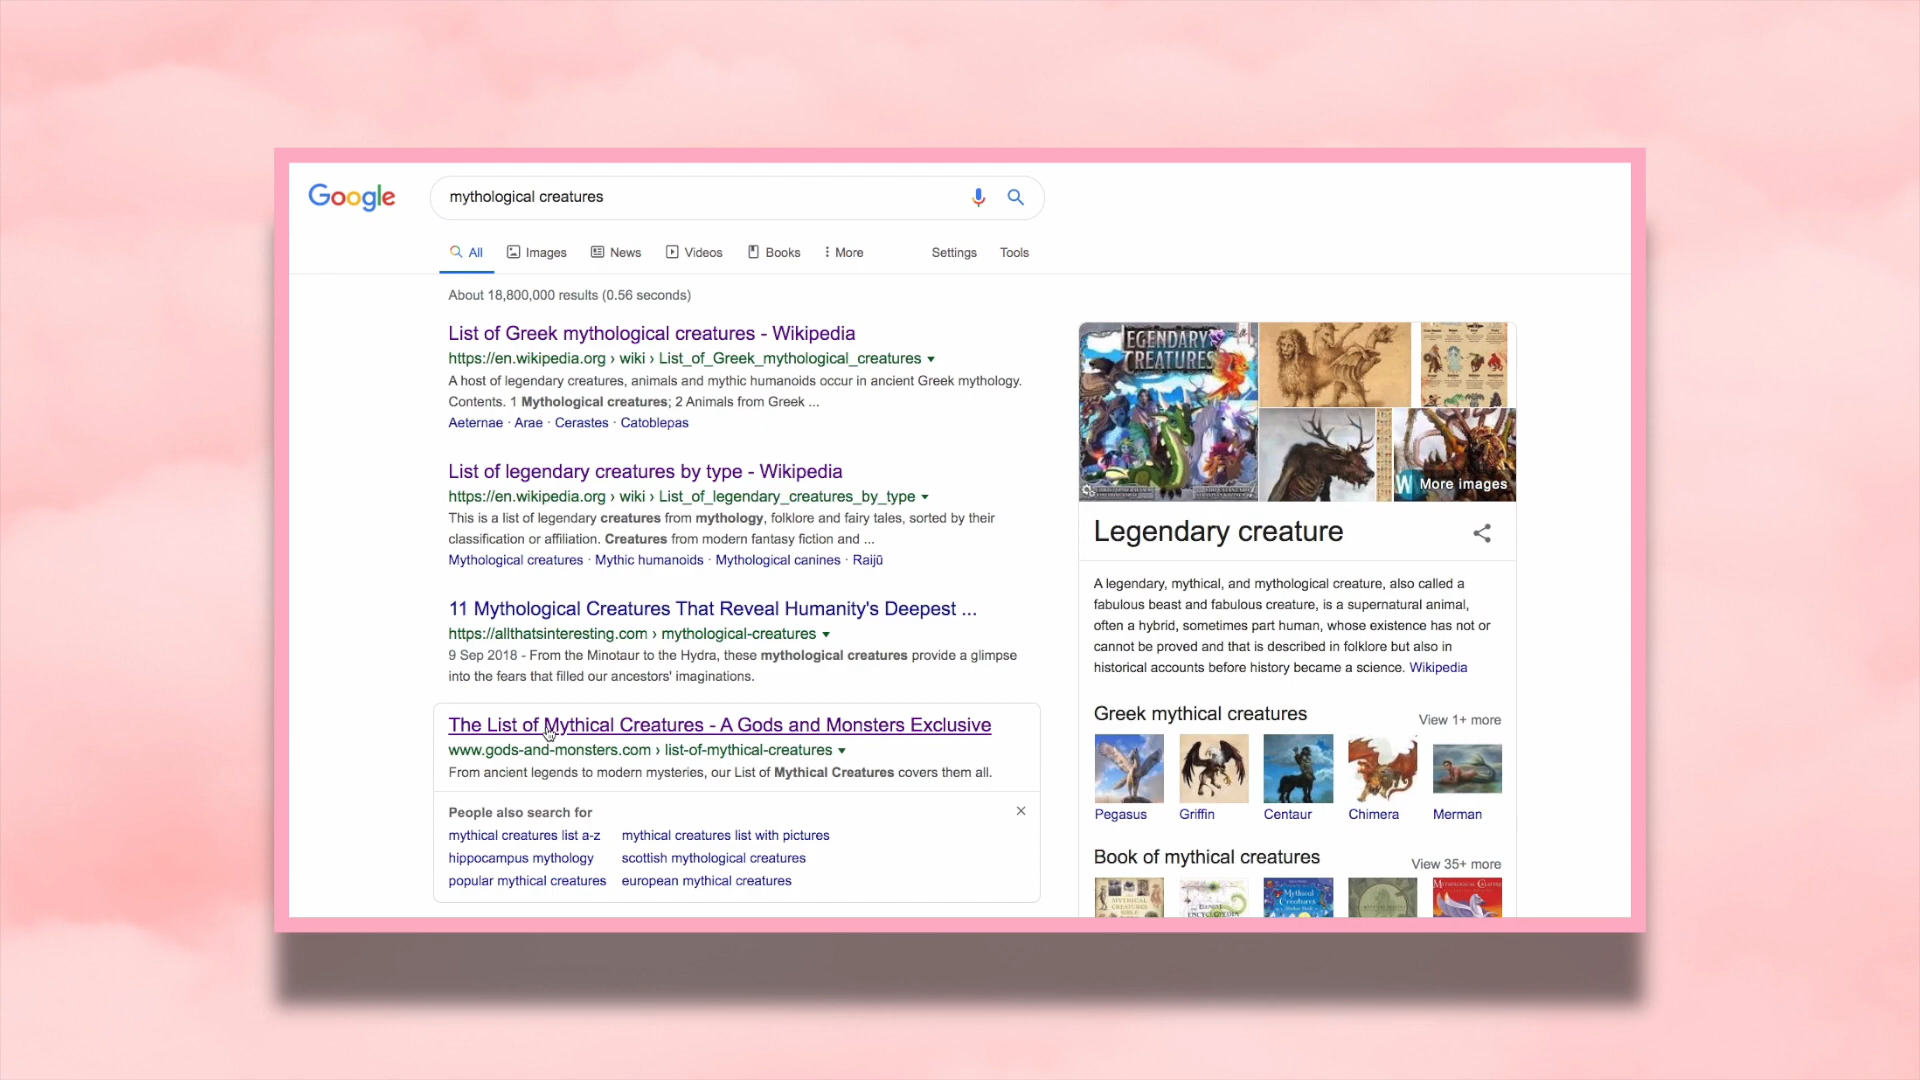 Google
mythological creatures
All
Images
News
Videos
Books
More
Settings
Tools
About 18,800,000 results (0.56 seconds)
List of Greek mythological creatures - Wikipedia
https://en.wikipedia.org › wiki › List_of_Greek_mythological_creatures
A host of legendary creatures, animals and mythic humanoids occur in ancient Greek mythology.
Contents. 1 Mythological creatures; 2 Animals from Greek ...
Aeternae · Arae · Cerastes · Catoblepas
List of legendary creatures by type - Wikipedia
https://en.wikipedia.org › wiki › List_of_legendary_creatures_by_type
This is a list of legendary creatures from mythology, folklore and fairy tales, sorted by their
classification or affiliation. Creatures from modern fantasy fiction and ...
Mythological creatures · Mythic humanoids · Mythological canines · Raijū
11 Mythological Creatures That Reveal Humanity's Deepest ...
https://allthatsinteresting.com › mythological-creatures
9 Sep 2018 - From the Minotaur to the Hydra, these mythological creatures provide a glimpse
into the fears that filled our ancestors' imaginations.
The List of Mythical Creatures - A Gods and Monsters Exclusive
www.gods-and-monsters.com › list-of-mythical-creatures
From ancient legends to modern mysteries, our List of Mythical Creatures covers them all.
People also search for
mythical creatures list a-z
mythical creatures list with pictures
hippocampus mythology
scottish mythological creatures
popular mythical creatures
european mythical creatures
EGENDARY
CREATURES
W
More images
Legendary creature
A legendary, mythical, and mythological creature, also called a
fabulous beast and fabulous creature, is a supernatural animal,
often a hybrid, sometimes part human, whose existence has not or
cannot be proved and that is described in folklore but also in
historical accounts before history became a science. Wikipedia
Greek mythical creatures
View 1+ more
Pegasus
Griffin
Centaur
Chimera
Merman
Book of mythical creatures
View 35+ more
MYTHICAL
CREATURES
BIBLE
Mythical
Creatures